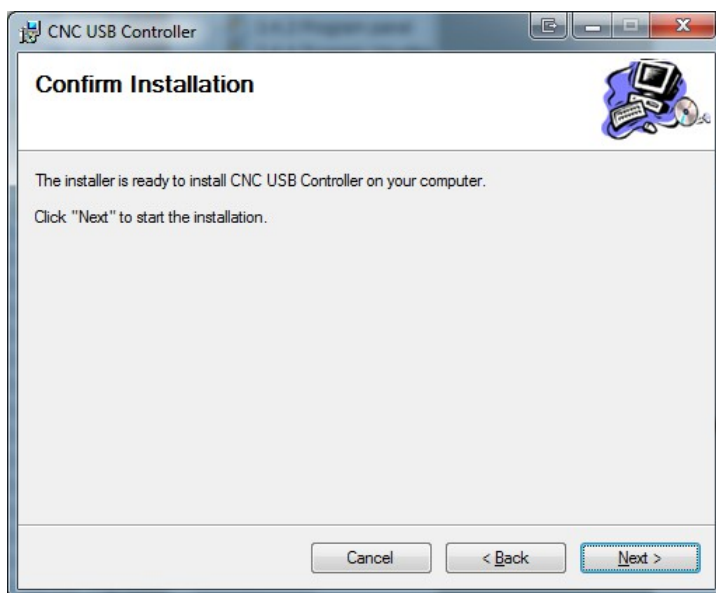 CNC USB Controller
Confirm Installation
The installer is ready to install CNC USB Controller on your computer.
Click "Next" to start the installation.
Cancel
< Back
Next >